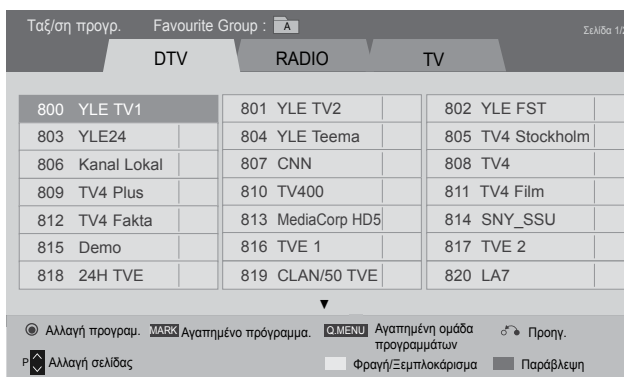 Ταξ/ση προγρ. Favourite Group : A Σελίδα 1/2
DTV RADIO TV
800 YLE TV1 801 YLE TV2 802 YLE FST
803 YLE24 804 YLE Teema 805 TV4 Stockholm
806 Kanal Lokal 807 CNN 808 TV4
809 TV4 Plus 810 TV400 811 TV4 Film
812 TV4 Fakta 813 MediaCorp HD5 814 SNY_SSU
815 Demo 816 TVE 1 817 TVE 2
818 24H TVE 819 CLAN/50 TVE 820 LA7
Αλλαγή προγραμ. MARK Αγαπημένο πρόγραμμα. Q.MENU Αγαπημένη ομάδα προγραμμάτων Προηγ.
P Αλλαγή σελίδας Φραγή/Ξεμπλοκάρισμα Παράβλεψη